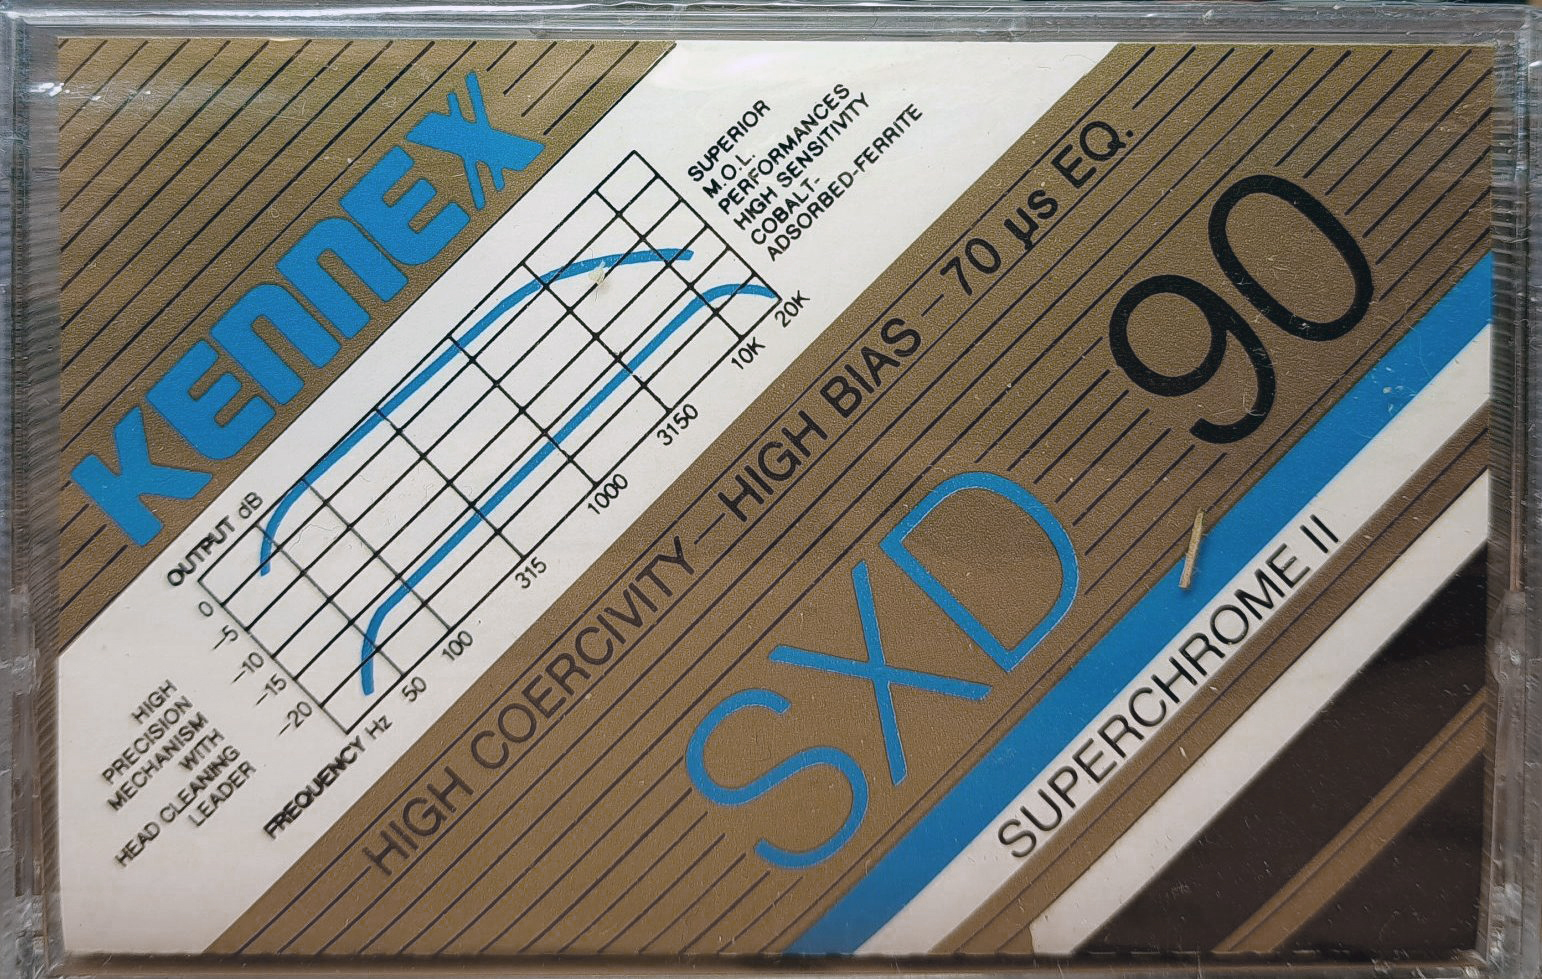 KENNEX
SUPERIOR
M.O.L.
PERFORMANCES
HIGH SENSITIVITY
COBALT-
ADSORBED-FERRITE
OUTPUT dB
0
-5
-10
-15
-20
FREQUENCY Hz
50
100
315
1000
3150
10K
20K
HIGH
PRECISION
MECHANISM
WITH
HEAD CLEANING
LEADER
HIGH COERCIVITY — HIGH BIAS — 70 µs EQ.
SXD 90
SUPERCHROME II